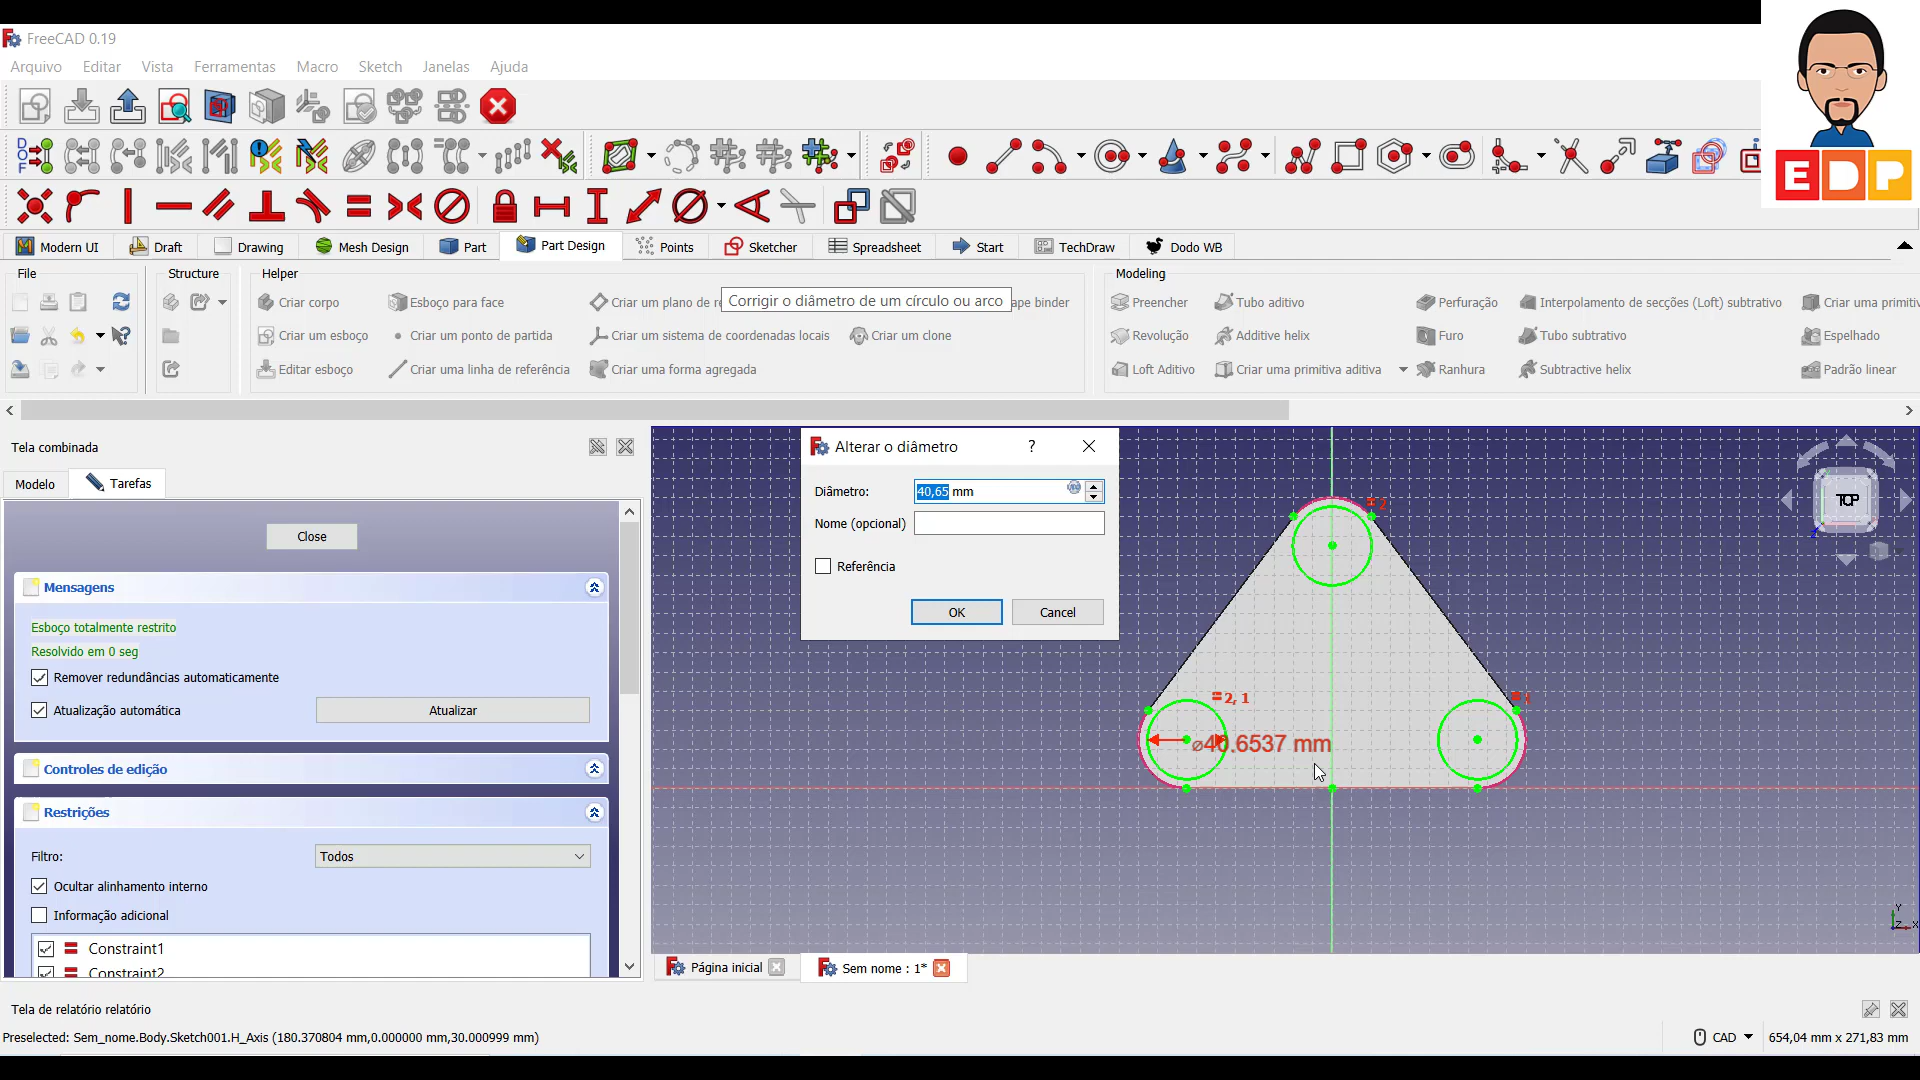 FreeCAD 0.19
Arquivo Editar Vista Ferramentas Macro Sketch Janelas Ajuda
EDP
DOF
Modern UI Draft Drawing Mesh Design Part Part Design Points Sketcher Spreadsheet Start TechDraw Dodo WB
File Structure Helper Modeling
Criar corpo Esboço para face Criar um plano de re Corrigir o diâmetro de um círculo ou arco ape binder Preencher Tubo aditivo Perfuração Interpolamento de secções (Loft) subtrativo Criar uma primitiv
Criar um esboço Criar um ponto de partida Criar um sistema de coordenadas locais Criar um clone Revolução Additive helix Furo Tubo subtrativo Espelhado
Editar esboço Criar uma linha de referência Criar uma forma agregada Loft Aditivo Criar uma primitiva aditiva Ranhura Subtractive helix Padrão linear
Tela combinada
Modelo Tarefas
Close
Mensagens
Esboço totalmente restrito
Resolvido em 0 seg
Remover redundâncias automaticamente
Atualização automática Atualizar
Controles de edição
Restrições
Filtro: Todos
Ocultar alinhamento interno
Informação adicional
Constraint1
Constraint2
Alterar o diâmetro ?
Diâmetro: 40,65 mm
Nome (opcional)
Referência
OK Cancel
TOP
Z
2
2, 1
⌀40.6537 mm
Y
Z X
Página inicial Sem nome : 1*
Tela de relatório relatório
Preselected: Sem_nome.Body.Sketch001.H_Axis (180.370804 mm,0.000000 mm,30.000999 mm) CAD 654,04 mm x 271,83 mm